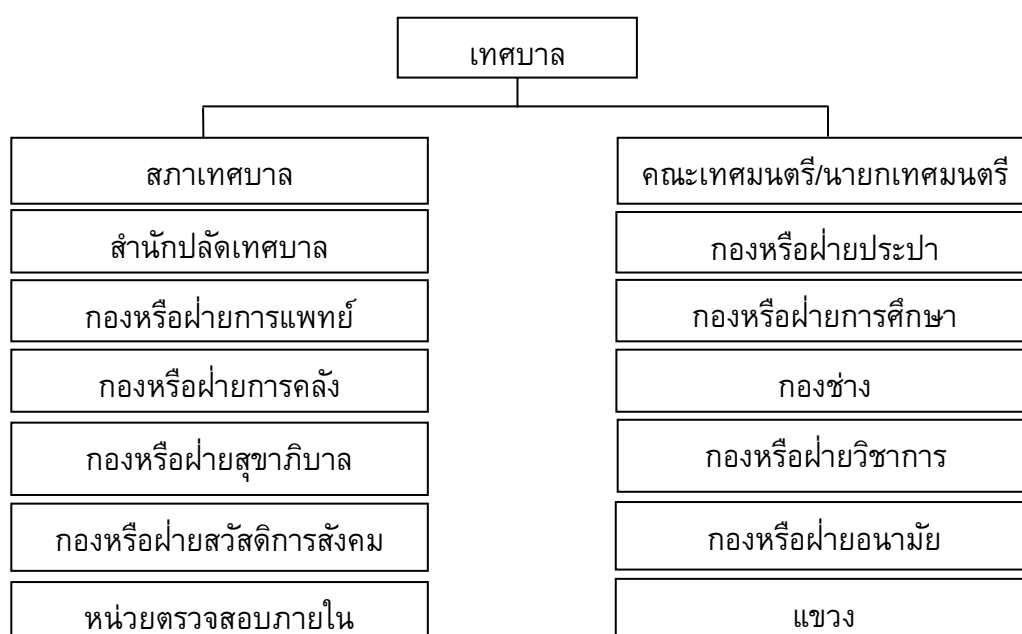 เทศบาล
สภาเทศบาล
คณะเทศมนตรี/นายกเทศมนตรี
สำนักปลัดเทศบาล
กองหรือฝ่ายประปา
กองหรือฝ่ายการแพทย์
กองหรือฝ่ายการศึกษา
กองหรือฝ่ายการคลัง
กองช่าง
กองหรือฝ่ายสุขาภิบาล
กองหรือฝ่ายวิชาการ
กองหรือฝ่ายสวัสดิการสังคม
กองหรือฝ่ายอนามัย
หน่วยตรวจสอบภายใน
แขวง